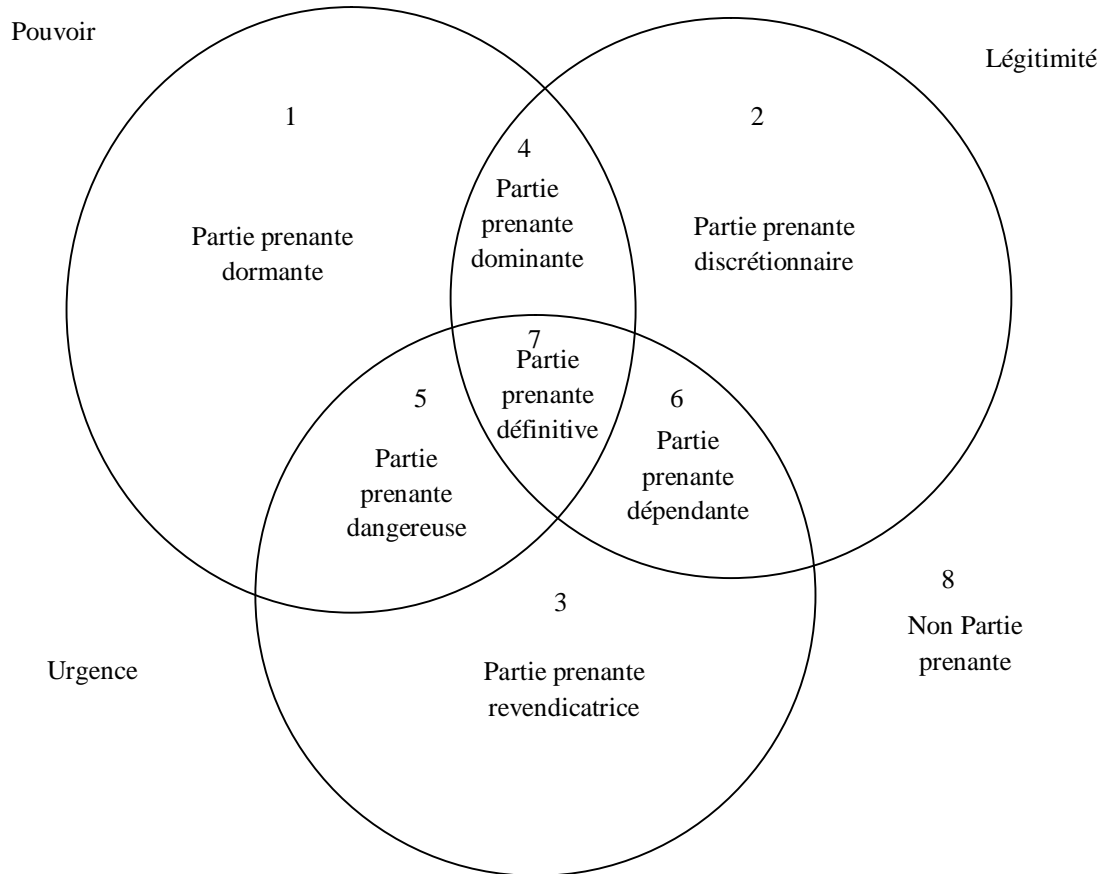 Pouvoir
Légitimité
1
Partie prenante
dormante
4
Partie
prenante
dominante
2
Partie prenante
discrétionnaire
7
Partie
prenante
définitive
5
Partie
prenante
dangereuse
6
Partie
prenante
dépendante
3
Partie prenante
revendicatrice
8
Non Partie
prenante
Urgence